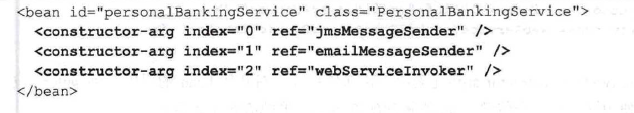 <bean id="personalBankingService" class="PersonalBankingService">
<constructor-arg index="0" ref="jmsMessageSender" />
<constructor-arg index="1" ref="emailMessageSender" />
<constructor-arg index="2" ref="webServiceInvoker" />
</bean>